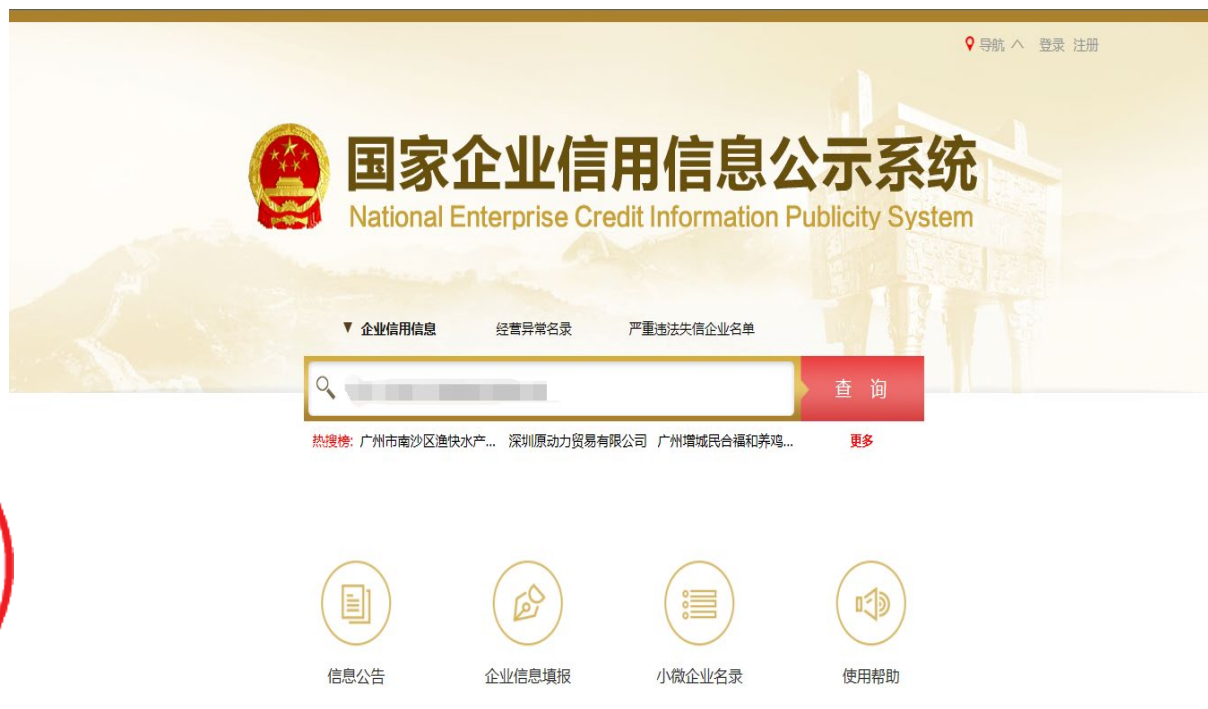 导航 登录 注册
国家企业信用信息公示系统
National Enterprise Credit Information Publicity System
企业信用信息 经营异常名录 严重违法失信企业名单
查 询
热搜榜: 广州市南沙区渔快水产... 深圳原动力贸易有限公司 广州增城民合福和养鸡... 更多
信息公告 企业信息填报 小微企业名录 使用帮助